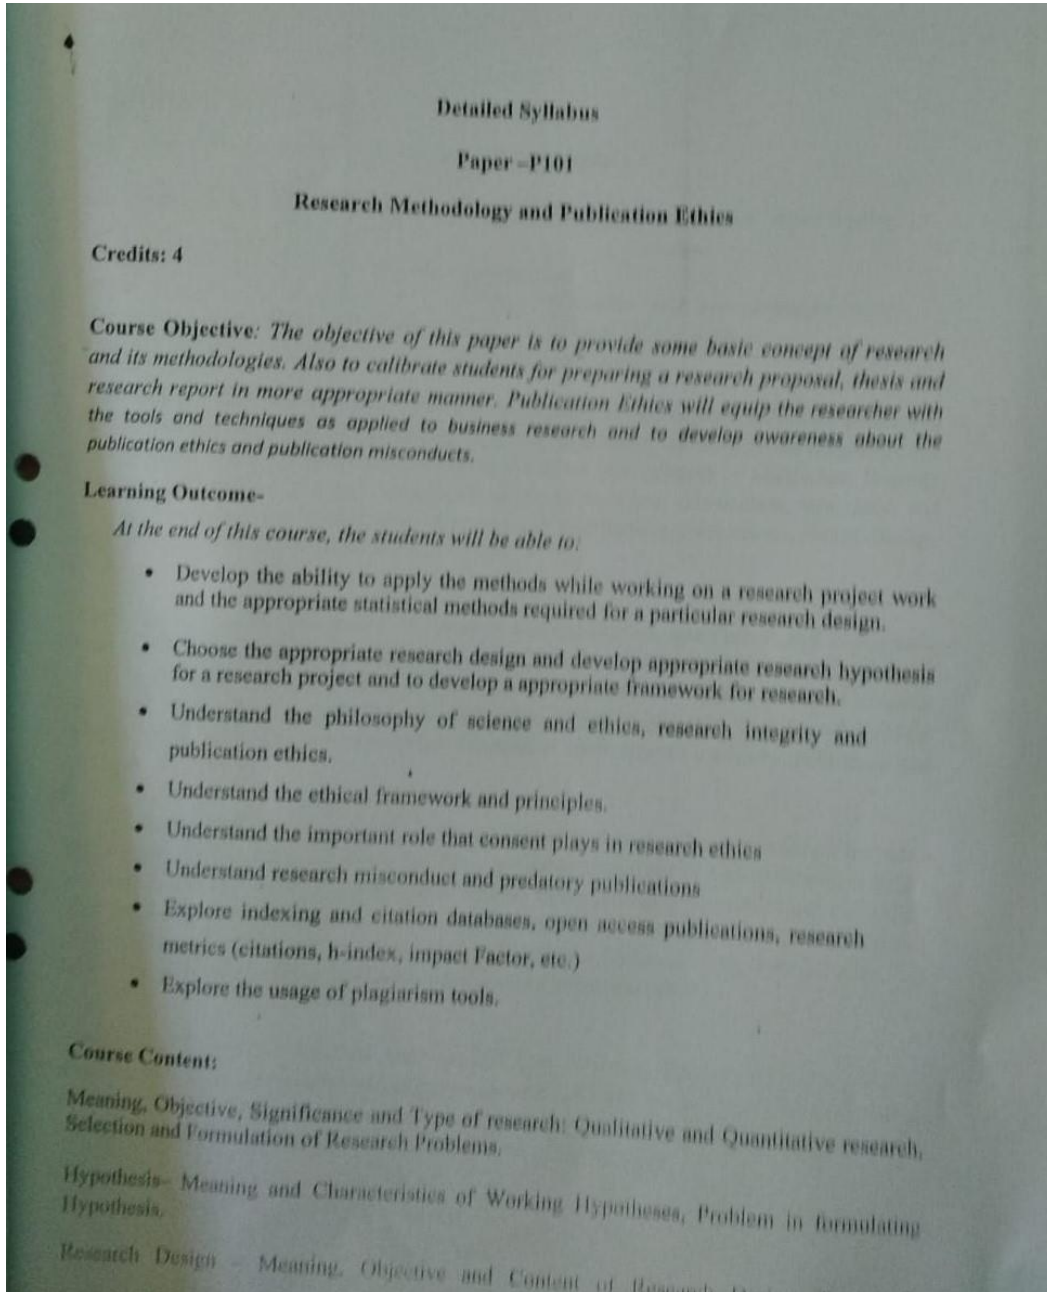 Detailed Syllabus
Paper –P101
Research Methodology and Publication Ethics
Credits: 4
Course Objective: The objective of this paper is to provide some basic concept of research
and its methodologies. Also to calibrate students for preparing a research proposal, thesis and
research report in more appropriate manner. Publication Ethics will equip the researcher with
the tools and techniques as applied to business research and to develop awareness about the
publication ethics and publication misconducts.
Learning Outcome-
At the end of this course, the students will be able to:
• Develop the ability to apply the methods while working on a research project work
and the appropriate statistical methods required for a particular research design.
• Choose the appropriate research design and develop appropriate research hypothesis
for a research project and to develop a appropriate framework for research.
• Understand the philosophy of science and ethics, research integrity and
publication ethics.
• Understand the ethical framework and principles.
• Understand the important role that consent plays in research ethics
• Understand research misconduct and predatory publications
• Explore indexing and citation databases, open access publications, research
metrics (citations, h-index, impact Factor, etc.)
• Explore the usage of plagiarism tools.
Course Content:
Meaning, Objective, Significance and Type of research: Qualitative and Quantitative research,
Selection and Formulation of Research Problems.
Hypothesis– Meaning and Characteristics of Working Hypotheses, Problem in formulating
Hypothesis.
Research Design – Meaning, Objective and Content of Research